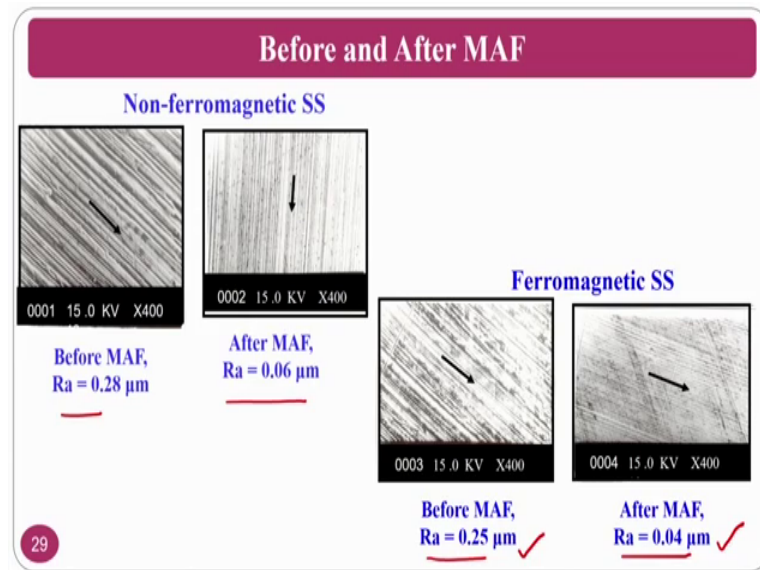 Before and After MAF
Non-ferromagnetic SS
0001 15.0 KV X400
0002 15.0 KV X400
Before MAF,
Ra = 0.28 μm
After MAF,
Ra = 0.06 μm
Ferromagnetic SS
0003 15.0 KV X400
0004 15.0 KV X400
Before MAF,
Ra = 0.25 μm
After MAF,
Ra = 0.04 μm
29